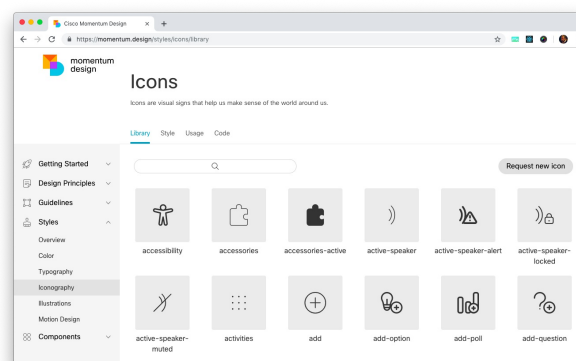 Cisco Momentum Design
https://momentum.design/styles/icons/library
momentum
design
Icons
Icons are visual signs that help us make sense of the world around us.
Library Style Usage Code
Getting Started
Design Principles
Guidelines
Styles
Overview
Color
Typography
Iconography
Illustrations
Motion Design
Components
Request new icon
accessibility
accessories
accessories-active
active-speaker
active-speaker-alert
active-speaker-
locked
active-speaker-
muted
activities
add
add-option
add-poll
add-question